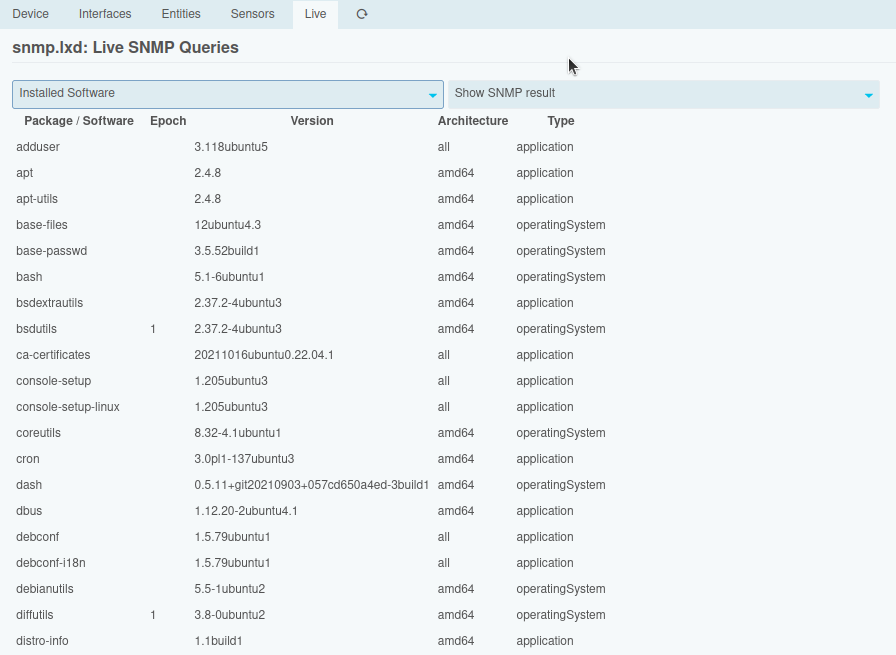 Device Interfaces Entities Sensors Live
snmp.lxd: Live SNMP Queries
Installed Software Show SNMP result
Package / Software Epoch Version Architecture Type
adduser 3.118ubuntu5 all application
apt 2.4.8 amd64 application
apt-utils 2.4.8 amd64 application
base-files 12ubuntu4.3 amd64 operatingSystem
base-passwd 3.5.52build1 amd64 operatingSystem
bash 5.1-6ubuntu1 amd64 operatingSystem
bsdextrautils 2.37.2-4ubuntu3 amd64 application
bsdutils 1 2.37.2-4ubuntu3 amd64 operatingSystem
ca-certificates 20211016ubuntu0.22.04.1 all application
console-setup 1.205ubuntu3 all application
console-setup-linux 1.205ubuntu3 all application
coreutils 8.32-4.1ubuntu1 amd64 operatingSystem
cron 3.0pl1-137ubuntu3 amd64 application
dash 0.5.11+git20210903+057cd650a4ed-3build1 amd64 operatingSystem
dbus 1.12.20-2ubuntu4.1 amd64 application
debconf 1.5.79ubuntu1 all application
debconf-i18n 1.5.79ubuntu1 all application
debianutils 5.5-1ubuntu2 amd64 operatingSystem
diffutils 1 3.8-0ubuntu2 amd64 operatingSystem
distro-info 1.1build1 amd64 application